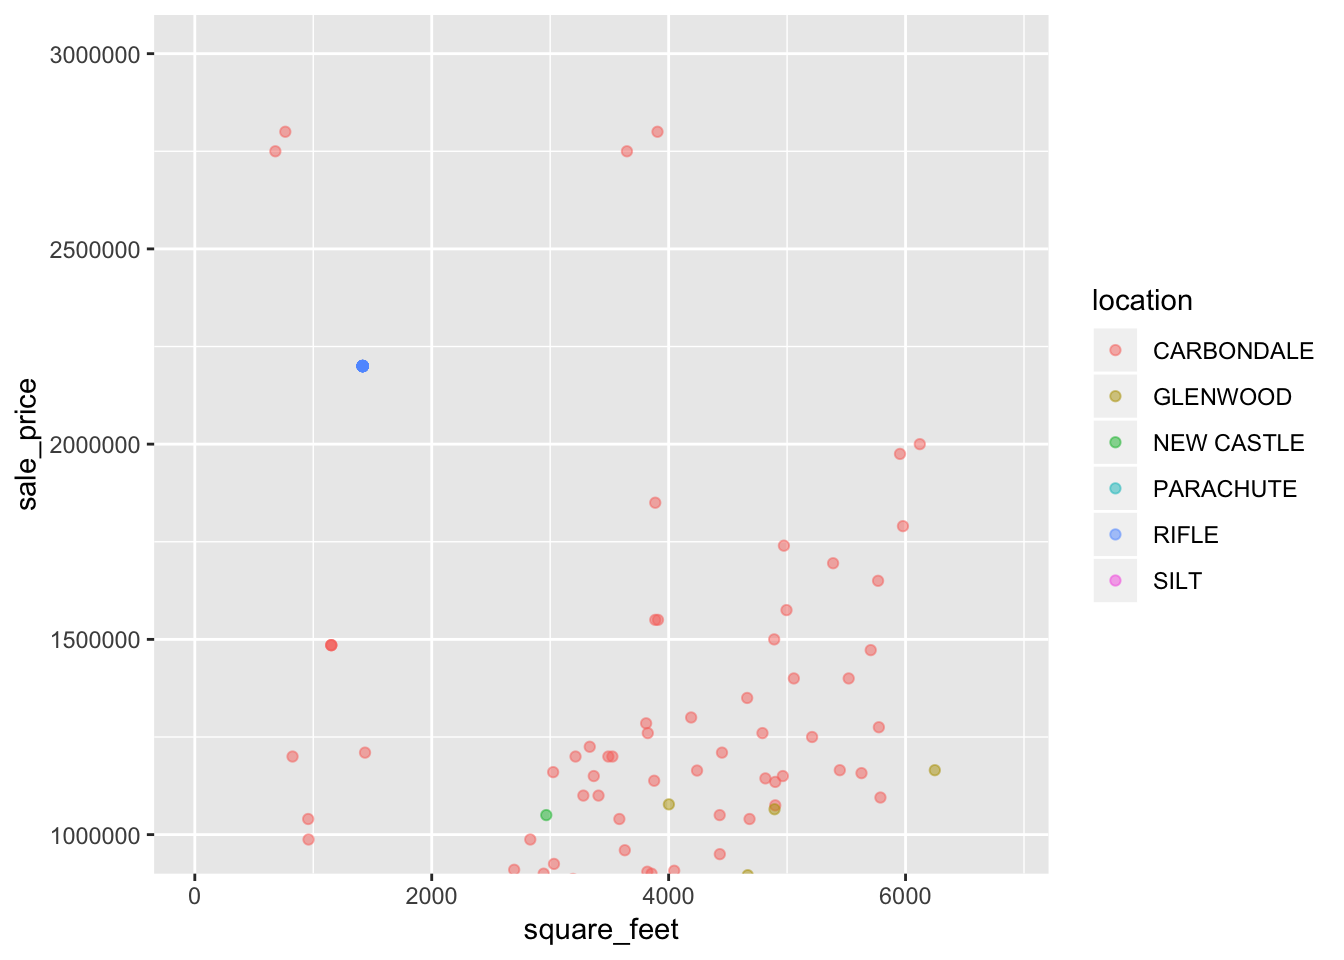 3000000
2500000
2000000
1500000
1000000
sale_price
0
2000
4000
6000
square_feet
location
CARBONDALE
GLENWOOD
NEW CASTLE
PARACHUTE
RIFLE
SILT